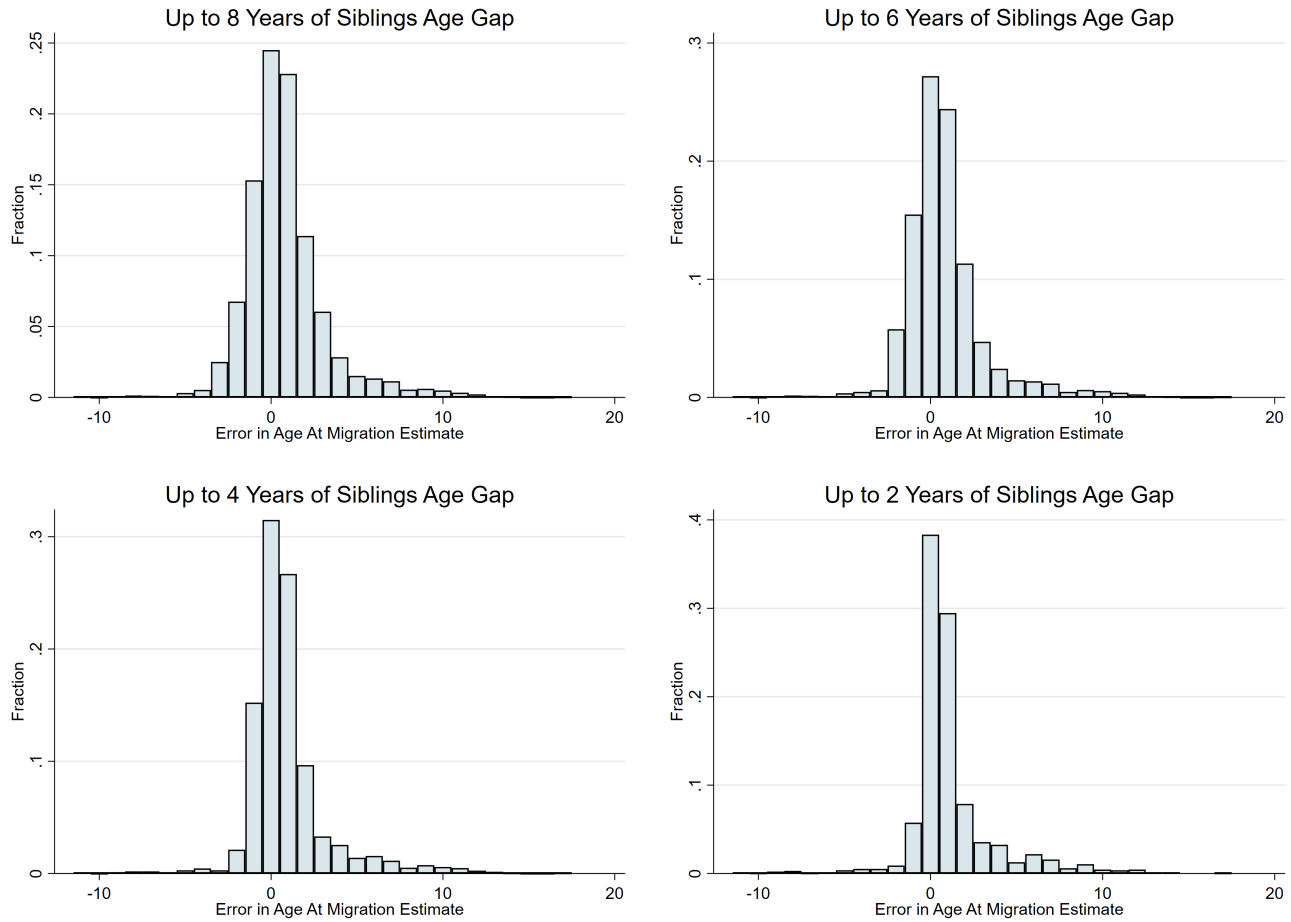 Up to 8 Years of Siblings Age Gap
Fraction
0 .05 .1 .15 .2 .25
-10 0 10 20
Error in Age At Migration Estimate
Up to 6 Years of Siblings Age Gap
Fraction
0 .1 .2 .3
-10 0 10 20
Error in Age At Migration Estimate
Up to 4 Years of Siblings Age Gap
Fraction
0 .1 .2 .3
-10 0 10 20
Error in Age At Migration Estimate
Up to 2 Years of Siblings Age Gap
Fraction
0 .1 .2 .3 .4
-10 0 10 20
Error in Age At Migration Estimate